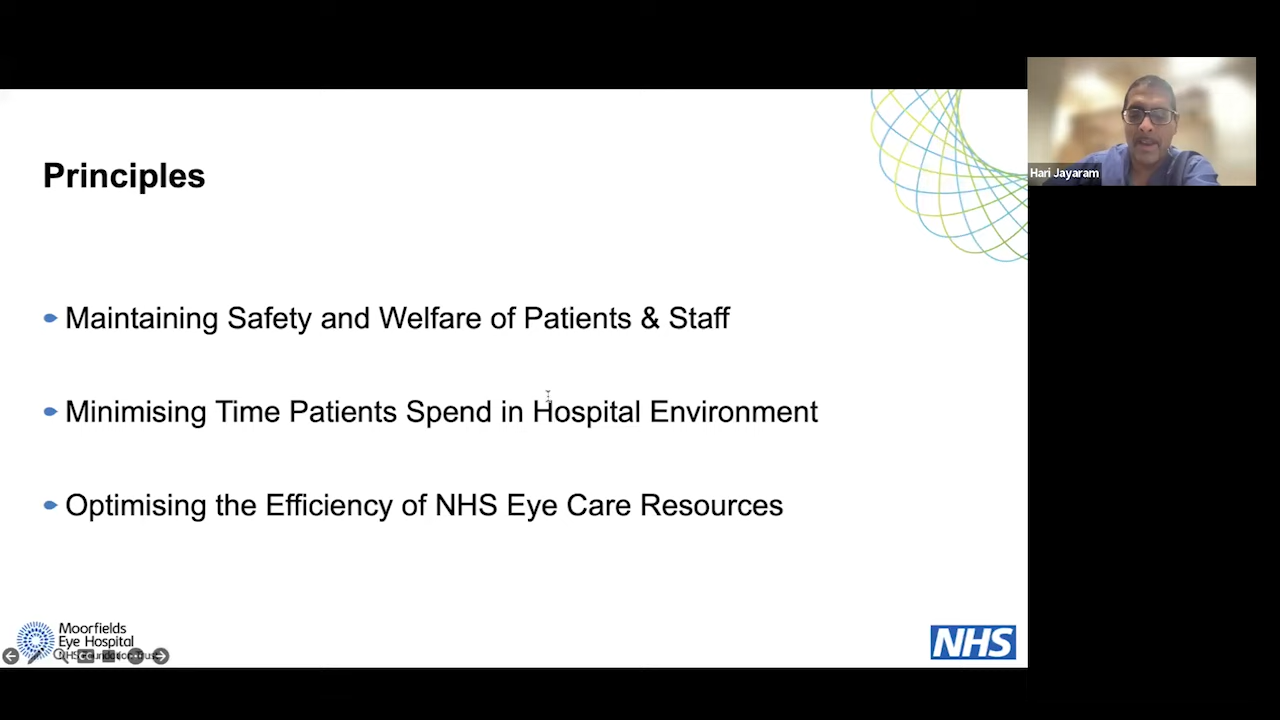 Principles
Maintaining Safety and Welfare of Patients & Staff
Minimising Time Patients Spend in Hospital Environment
Optimising the Efficiency of NHS Eye Care Resources
Moorfields
Eye Hospital
NHS Foundation Trust
NHS
Hari Jayaram